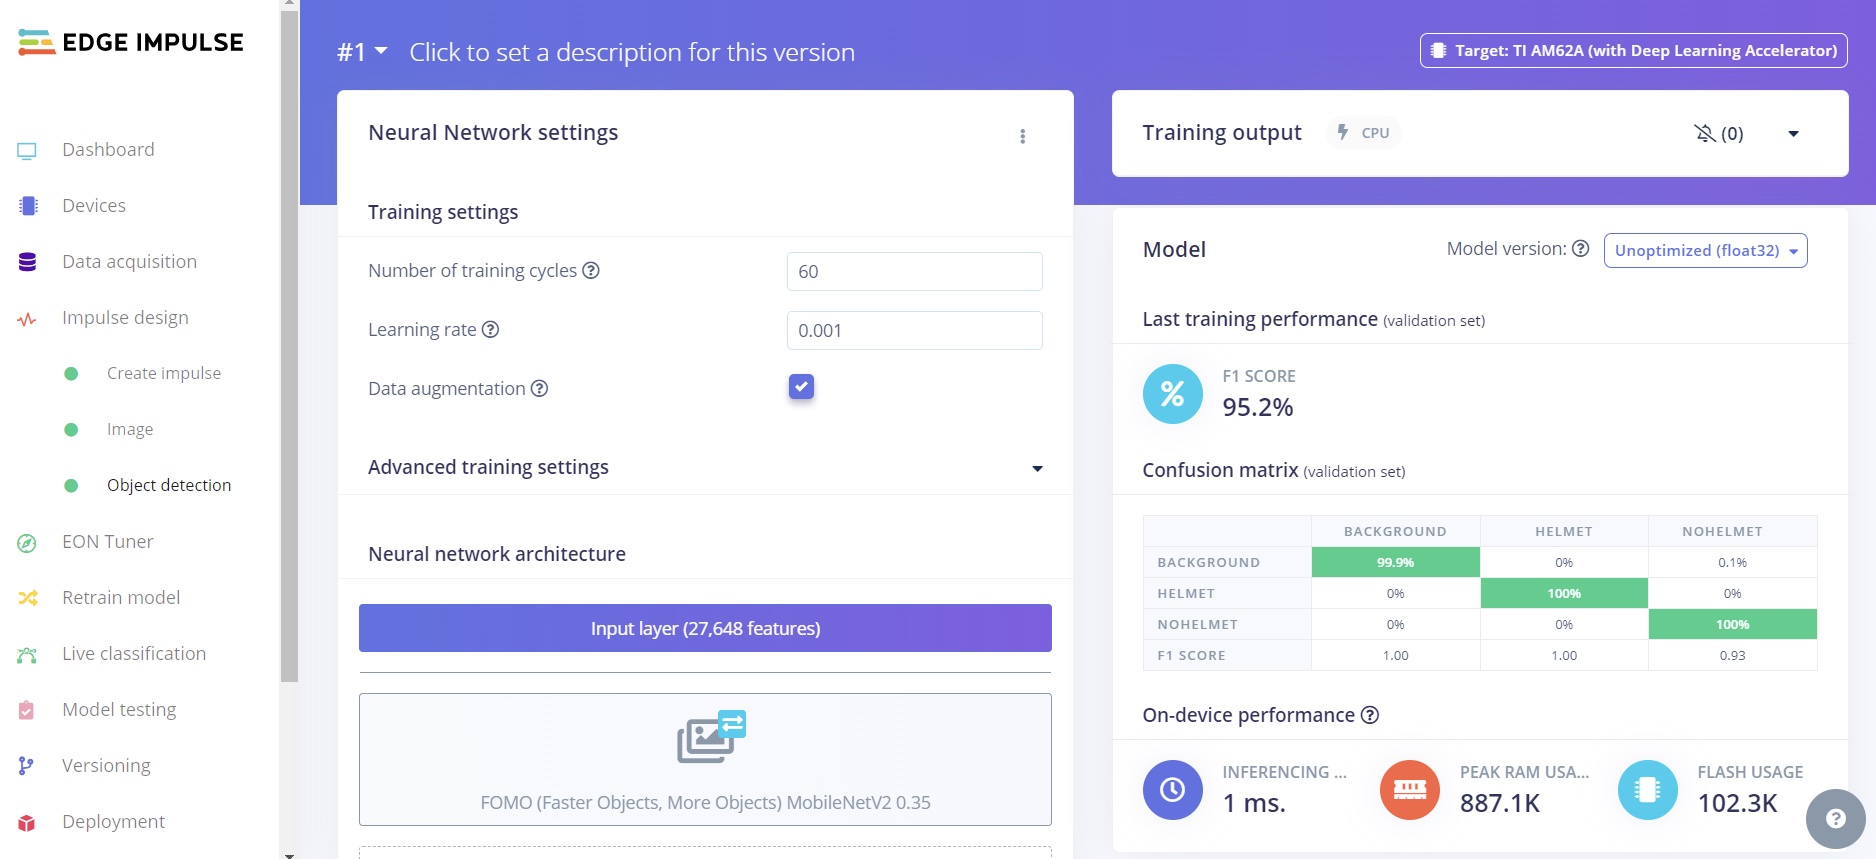 EDGE IMPULSE
Dashboard
Devices
Data acquisition
Impulse design
Create impulse
Image
Object detection
EON Tuner
Retrain model
Live classification
Model testing
Versioning
Deployment
#1 Click to set a description for this version
Target: TI AM62A (with Deep Learning Accelerator)
Neural Network settings
Training settings
Number of training cycles ? 60
Learning rate ? 0.001
Data augmentation ?
Advanced training settings
Neural network architecture
Input layer (27,648 features)
FOMO (Faster Objects, More Objects) MobileNetV2 0.35
Training output CPU (0)
Model Model version: ? Unoptimized (float32)
Last training performance (validation set)
%
F1 SCORE
95.2%
Confusion matrix (validation set)
BACKGROUND HELMET NOHELMET
BACKGROUND 99.9% 0% 0.1%
HELMET 0% 100% 0%
NOHELMET 0% 0% 100%
F1 SCORE 1.00 1.00 0.93
On-device performance ?
INFERENCING ...
1 ms.
PEAK RAM USA...
887.1K
FLASH USAGE
102.3K
?